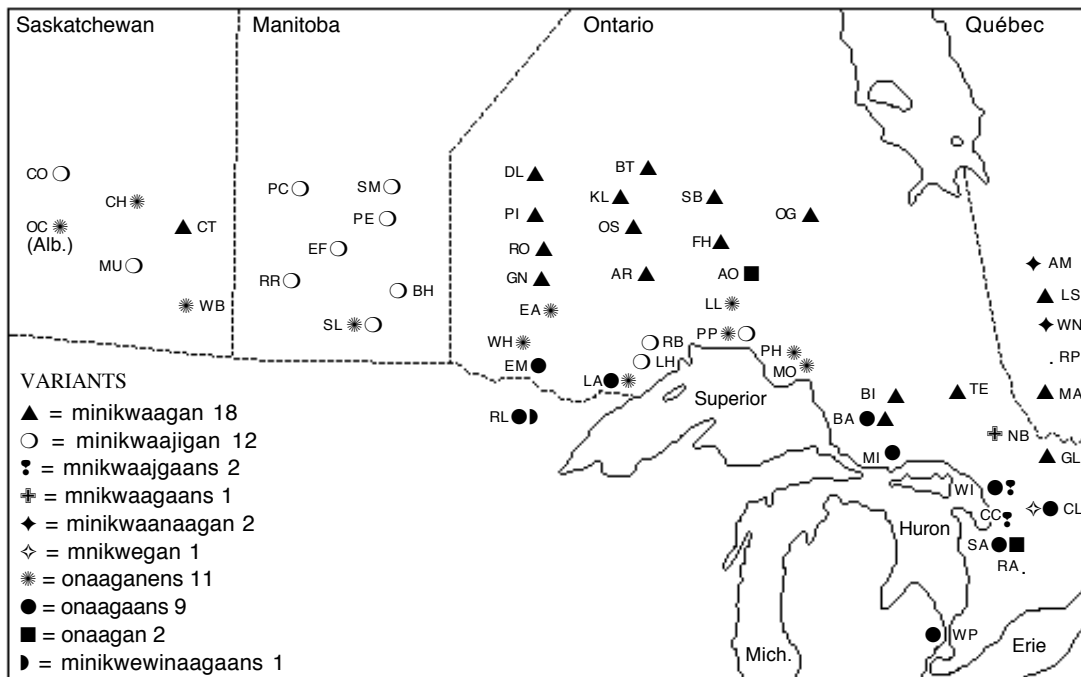 Saskatchewan Manitoba Ontario Québec
CO
CH
OC
(Alb.)
CT
MU
WB
PC
SM
PE
EF
RR
BH
SL
DL
BT
KL
SB
PI
OS
OG
RO
FH
GN
AR
AO
EA
LL
WH
RB
PP
EM
LH
PH
LA
MO
RL
AM
LS
WN
RP
MA
BI
TE
BA
NB
MI
GL
WI
CC
CL
SA
RA
WP
Superior
Huron
Mich.
Erie
VARIANTS
▲ = minikwaagan 18
❍ = minikwaajigan 12
❣ = mnikwaajgaans 2
✙ = mnikwaagaans 1
✦ = minikwaanaagan 2
✧ = mnikwegan 1
✺ = onaaganens 11
● = onaagaans 9
■ = onaagan 2
◗ = minikwewinaagaans 1